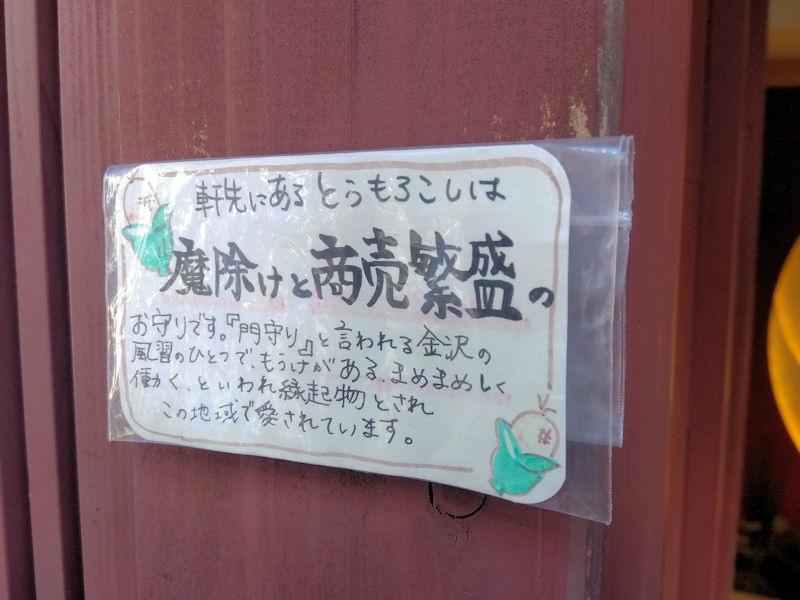 軒先にあるとうもろこしは
魔除けと商売繁盛の
お守りです。『門守り』と言われる金沢の
風習のひとつで、もうけがある、まめまめしく
働く、といわれ縁起物とされ
この地域で愛されています。